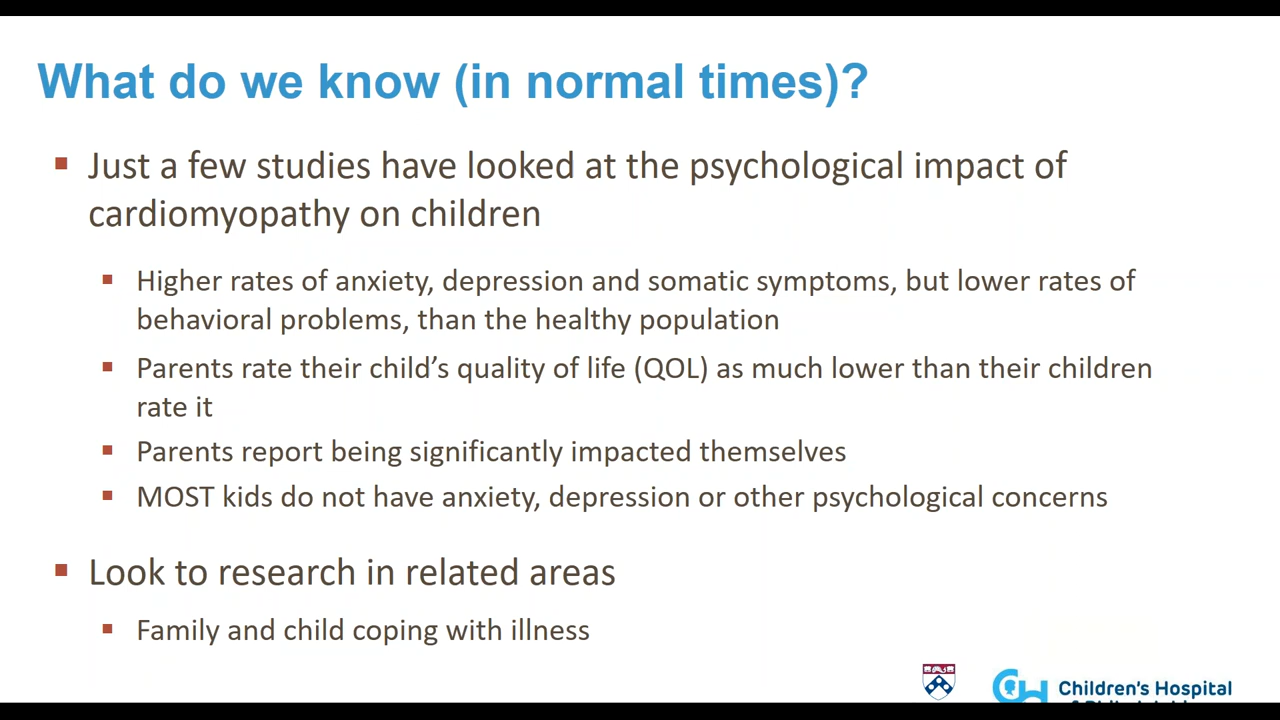 What do we know (in normal times)?
Just a few studies have looked at the psychological impact of
cardiomyopathy on children
Higher rates of anxiety, depression and somatic symptoms, but lower rates of
behavioral problems, than the healthy population
Parents rate their child’s quality of life (QOL) as much lower than their children
rate it
Parents report being significantly impacted themselves
MOST kids do not have anxiety, depression or other psychological concerns
Look to research in related areas
Family and child coping with illness
Children's Hospital